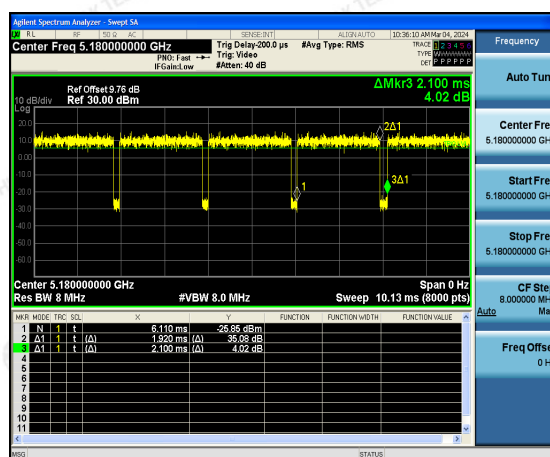 Agilent Spectrum Analyzer - Swept SA
RL RF 50 Ω AC SENSE:INT ALIGNAUTO 10:36:10 AM Mar 04, 2024
Center Freq 5.180000000 GHz
PNO: Fast
IFGain:Low
Trig Delay-200.0 µs
Trig: Video
#Atten: 40 dB
#Avg Type: RMS
TRACE 1 2 3 4 5 6
TYPE
DET P P P P P P
Frequency
Auto Tun
Center Fre
5.180000000 GH
Start Fre
5.180000000 GH
Stop Fre
5.180000000 GH
CF Ste
8.000000 MH
Auto Ma
Freq Offse
0 H
Ref Offset 9.76 dB
10 dB/div Ref 30.00 dBm
Log
ΔMkr3 2.100 ms
4.02 dB
20.0
10.0
0.00
-10.0
-20.0
-30.0
-40.0
-50.0
-60.0
2Δ1
1
3Δ1
Center 5.180000000 GHz Span 0 Hz
Res BW 8 MHz #VBW 8.0 MHz Sweep 10.13 ms (8000 pts)
MKR MODE TRC SCL X Y FUNCTION FUNCTION WIDTH FUNCTION VALUE
1 N 1 t 6.110 ms -25.85 dBm
2 Δ1 1 t (Δ) 1.920 ms (Δ) 35.08 dB
3 Δ1 1 t (Δ) 2.100 ms (Δ) 4.02 dB
4
5
6
7
8
9
10
11
MSG STATUS